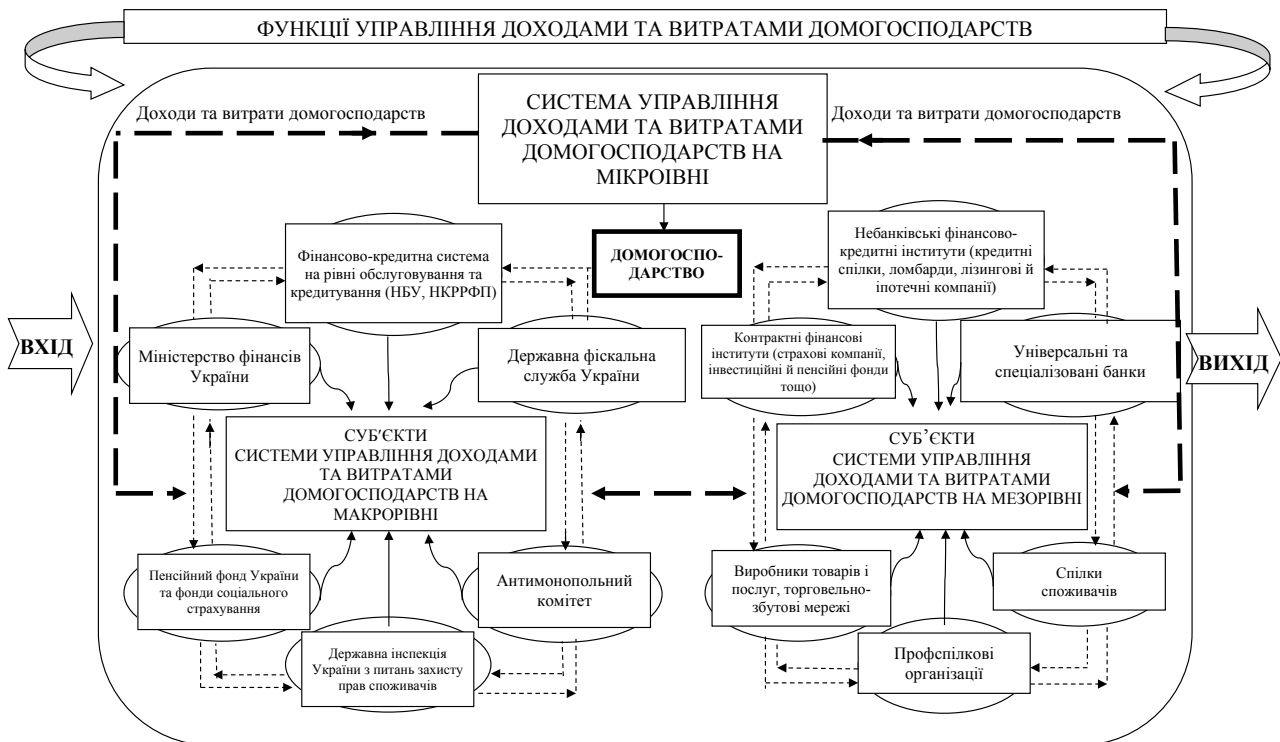 ФУНКЦІЇ УПРАВЛІННЯ ДОХОДАМИ ТА ВИТРАТАМИ ДОМОГОСПОДАРСТВ
Доходи та витрати домогосподарств
СИСТЕМА УПРАВЛІННЯ
ДОХОДАМИ ТА ВИТРАТАМИ
ДОМОГОСПОДАРСТВ НА
МІКРОІВНІ
Доходи та витрати домогосподарств
ДОМОГОСПО-
ДАРСТВО
ВХІД
Фінансово-кредитна система
на рівні обслуговування та
кредитування (НБУ, НКРРФП)
Міністерство фінансів
України
Державна фіскальна
служба України
СУБ'ЄКТИ
СИСТЕМИ УПРАВЛІННЯ ДОХОДАМИ
ТА ВИТРАТАМИ
ДОМОГОСПОДАРСТВ НА
МАКРОРІВНІ
Пенсійний фонд України
та фонди соціального
страхування
Антимонопольний
комітет
Державна інспекція
України з питань захисту
прав споживачів
Небанківські фінансово-
кредитні інститути (кредитні
спілки, ломбарди, лізингові й
іпотечні компанії)
Контрактні фінансові
інститути (страхові компанії,
інвестиційні й пенсійні фонди
тощо)
Універсальні та
спеціалізовані банки
СУБ’ЄКТИ
СИСТЕМИ УПРАВЛІННЯ
ДОХОДАМИ ТА ВИТРАТАМИ
ДОМОГОСПОДАРСТВ НА МЕЗОРІВНІ
Виробники товарів і
послуг, торговельно-
збутові мережі
Спілки
споживачів
Профспілкові
організації
ВИХІД